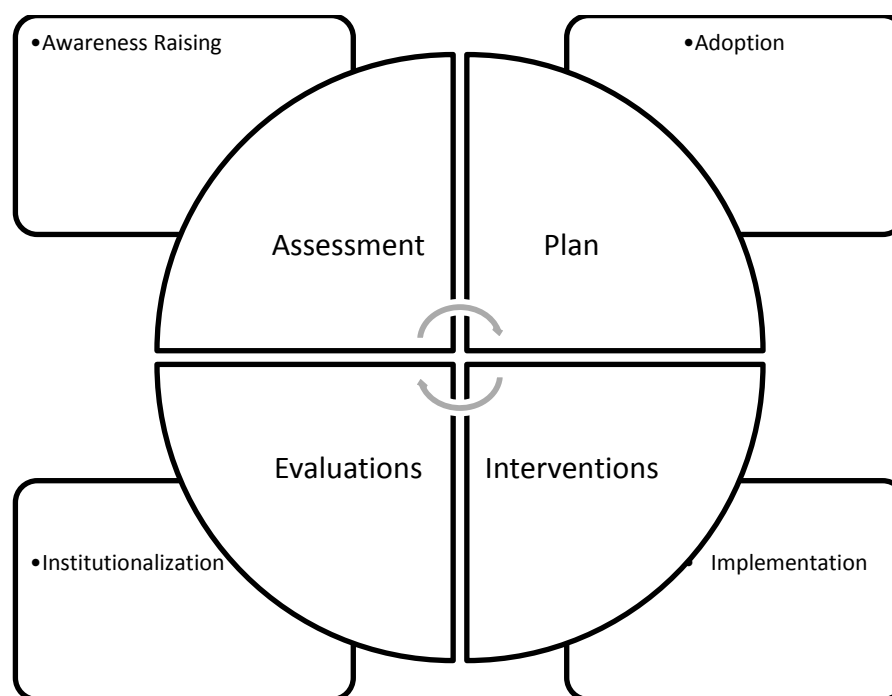 •Awareness Raising
•Adoption
Assessment
Plan
Evaluations
Interventions
•Institutionalization
• Implementation